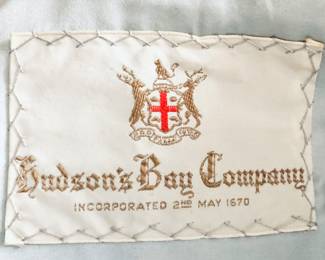 Hudson's Bay Company
INCORPORATED 2ND MAY 1670